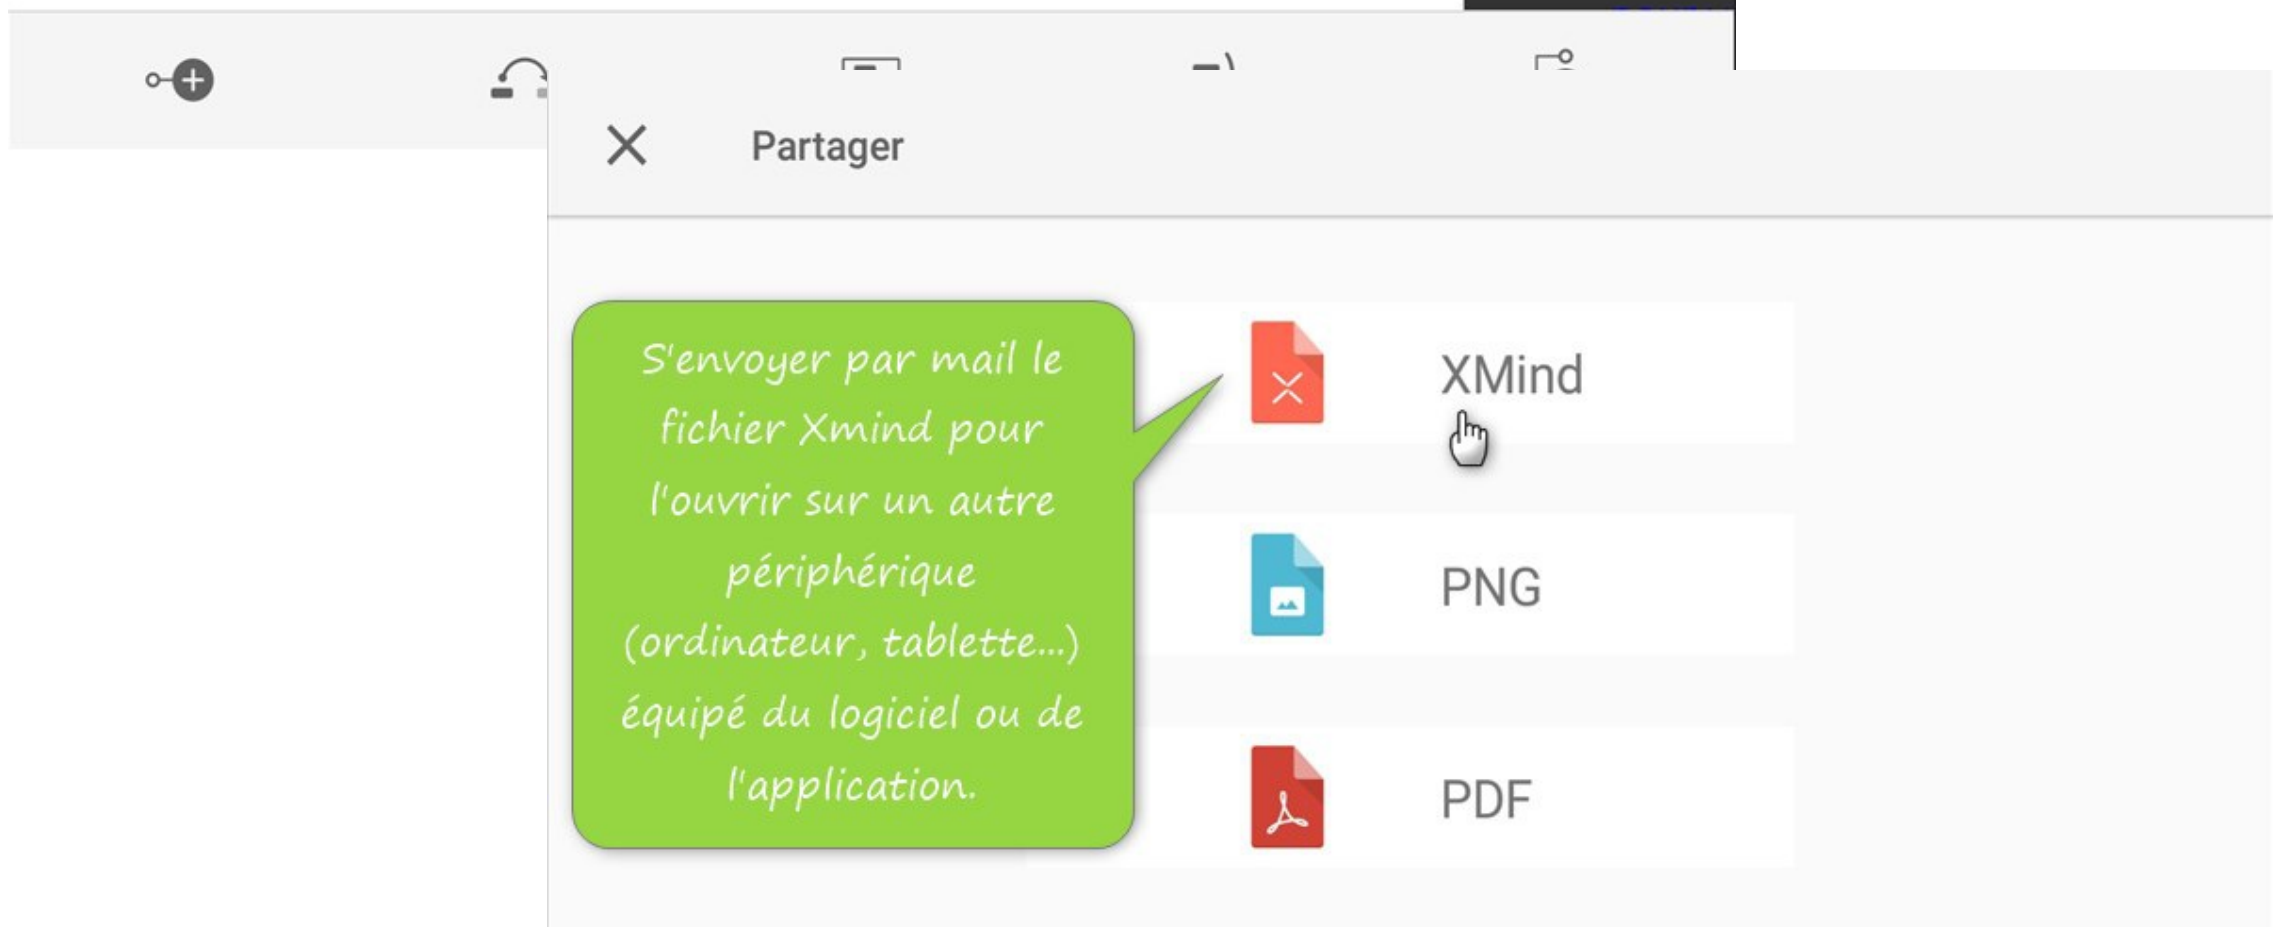 Partager
S'envoyer par mail le
fichier Xmind pour
l'ouvrir sur un autre
périphérique
(ordinateur, tablette...)
équipé du logiciel ou de
l'application.
XMind
PNG
PDF